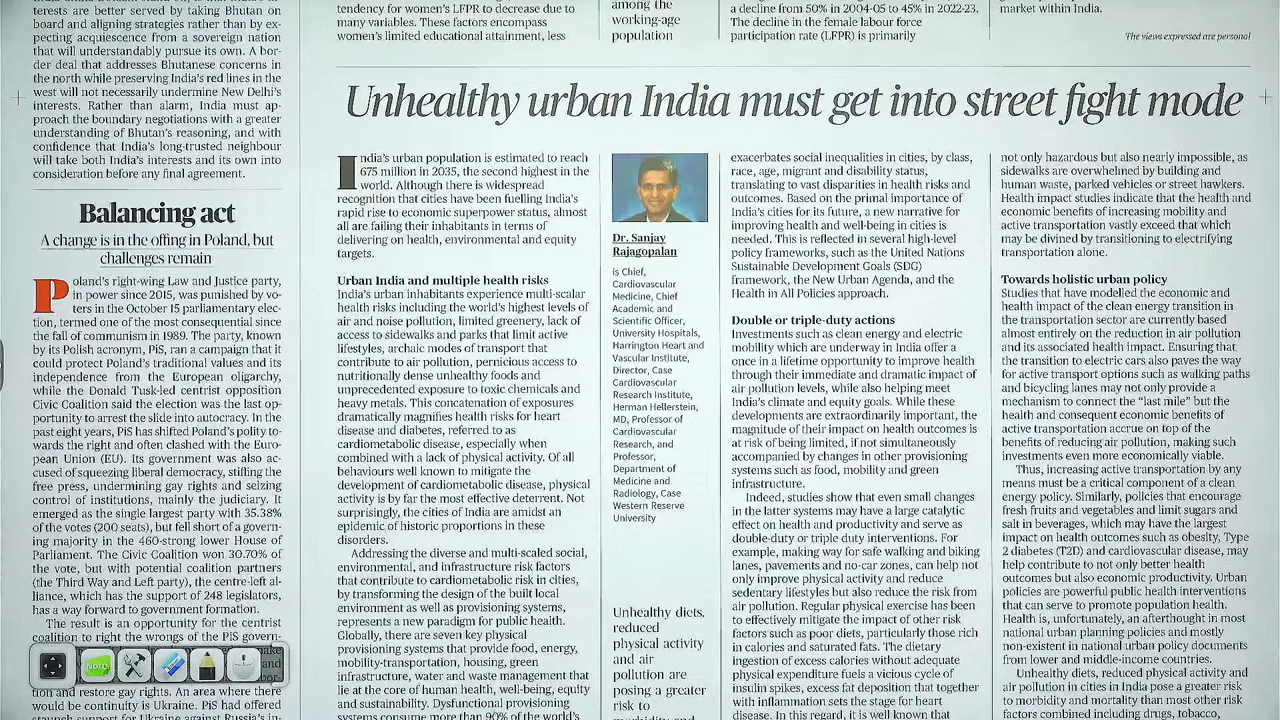 terests are better served by taking Bhutan on
board and aligning strategies rather than by ex-
pecting acquiescence from a sovereign nation
that will understandably pursue its own. A bor-
der deal that addresses Bhutanese concerns in
the north while preserving India's red lines in the
west will not necessarily undermine New Delhi's
interests. Rather than alarm, India must ap-
proach the boundary negotiations with a greater
understanding of Bhutan's reasoning, and with
confidence that India's long-trusted neighbour
will take both India's interests and its own into
consideration before any final agreement.
Balancing act
A change is in the offing in Poland, but
challenges remain
Poland's right-wing Law and Justice party,
in power since 2015, was punished by vo-
ters in the October 15 parliamentary elec-
tion, termed one of the most consequential since
the fall of communism in 1989. The party, known
by its Polish acronym, PiS, ran a campaign that it
could protect Poland's traditional values and its
independence from the European oligarchy,
while the Donald Tusk-led centrist opposition
Civic Coalition said the election was the last op-
portunity to arrest the slide into autocracy. In the
past eight years, PiS has shifted Poland's polity to-
wards the right and often clashed with the Euro-
pean Union (EU). Its government was also ac-
cused of squeezing liberal democracy, stifling the
free press, undermining gay rights and seizing
control of institutions, mainly the judiciary. It
emerged as the single largest party with 35.38%
of the votes (200 seats), but fell short of a govern-
ing majority in the 460-strong lower House of
Parliament. The Civic Coalition won 30.70% of
the vote, but with potential coalition partners
(the Third Way and Left party), the centre-left al-
liance, which has the support of 248 legislators,
has a way forward to government formation.
The result is an opportunity for the centrist
coalition to right the wrongs of the PiS govern-
make
and
bor-
tion and restore gay rights. An area where there
would be continuity is Ukraine. PiS had offered
staunch support for Ukraine against Russia's in-
Note
tendency for women's LFPR to decrease due to
many variables. These factors encompass
women's limited educational attainment, less
among the
working-age
population
a decline from 50% in 2004-05 to 45% in 2022-23.
The decline in the female labour force
participation rate (LFPR) is primarily
market within India.
The views expressed are personal
Unhealthy urban India must get into street fight mode
India's urban population is estimated to reach
675 million in 2035, the second highest in the
world. Although there is widespread
recognition that cities have been fuelling India's
rapid rise to economic superpower status, almost
all are failing their inhabitants in terms of
delivering on health, environmental and equity
targets.
Urban India and multiple health risks
India's urban inhabitants experience multi-scalar
health risks including the world's highest levels of
air and noise pollution, limited greenery, lack of
access to sidewalks and parks that limit active
lifestyles, archaic modes of transport that
contribute to air pollution, pernicious access to
nutritionally dense unhealthy foods and
unprecedented exposure to toxic chemicals and
heavy metals. This concatenation of exposures
dramatically magnifies health risks for heart
disease and diabetes, referred to as
cardiometabolic disease, especially when
combined with a lack of physical activity. Of all
behaviours well known to mitigate the
development of cardiometabolic disease, physical
activity is by far the most effective deterrent. Not
surprisingly, the cities of India are amidst an
epidemic of historic proportions in these
disorders.
Addressing the diverse and multi-scaled social,
environmental, and infrastructure risk factors
that contribute to cardiometabolic risk in cities,
by transforming the design of the built local
environment as well as provisioning systems,
represents a new paradigm for public health.
Globally, there are seven key physical
provisioning systems that provide food, energy,
mobility-transportation, housing, green
infrastructure, water and waste management that
lie at the core of human health, well-being, equity
and sustainability. Dysfunctional provisioning
systems consume more than 90% of the world's
Dr. Sanjay
Rajagopalan
is Chief,
Cardiovascular
Medicine, Chief
Academic and
Scientific Officer,
University Hospitals,
Harrington Heart and
Vascular Institute,
Director, Case
Cardiovascular
Research Institute,
Herman Hellerstein,
MD, Professor of
Cardiovascular
Research, and
Professor,
Department of
Medicine and
Radiology, Case
Western Reserve
University
Unhealthy diets,
reduced
physical activity
and air
pollution are
posing a greater
risk to
exacerbates social inequalities in cities, by class,
race, age, migrant and disability status,
translating to vast disparities in health risks and
outcomes. Based on the primary importance of
India's cities for its future, a new narrative for
improving health and well-being in cities is
needed. This is reflected in several high-level
policy frameworks, such as the United Nations
Sustainable Development Goals (SDG)
framework, the New Urban Agenda, and the
Health in All Policies approach.
Double or triple-duty actions
Investments such as clean energy and electric
mobility which are underway in India offer a
once in a lifetime opportunity to improve health
through their immediate and dramatic impact of
air pollution levels, while also helping meet
India's climate and equity goals. While these
developments are extraordinarily important, the
magnitude of their impact on health outcomes is
at risk of being limited, if not simultaneously
accompanied by changes in other provisioning
systems such as food, mobility and green
infrastructure.
Indeed, studies show that even small changes
in the latter systems may have a large catalytic
effect on health and productivity and serve as
double-duty or triple duty interventions. For
example, making way for safe walking and biking
lanes, pavements and no-car zones, can help not
only improve physical activity and reduce
sedentary lifestyles but also reduce the risk from
air pollution. Regular physical exercise has been
to effectively mitigate the impact of other risk
factors such as poor diets, particularly those rich
in calories and saturated fats. The dietary
ingestion of excess calories without adequate
physical expenditure fuels a vicious cycle of
insulin spikes, excess fat deposition that together
with inflammation sets the stage for heart
disease. In this regard, it is well known that
not only hazardous but also nearly impossible, as
sidewalks are overwhelmed by building and
human waste, parked vehicles or street hawkers.
Health impact studies indicate that the health and
economic benefits of increasing mobility and
active transportation vastly exceed that which
may be divined by transitioning to electrifying
transportation alone.
Towards holistic urban policy
Studies that have modelled the economic and
health impact of the clean energy transition in
the transportation sector are currently based
almost entirely on the reduction in air pollution
and its associated health impact. Ensuring that
the transition to electric cars also paves the way
for active transport options such as walking paths
and bicycling lanes may not only provide a
mechanism to connect the "last mile" but the
health and consequent economic benefits of
active transportation accrue on top of the
benefits of reducing air pollution, making such
investments even more economically viable.
Thus, increasing active transportation by any
means must be a critical component of a clean
energy policy. Similarly, policies that encourage
fresh fruits and vegetables and limit sugars and
salt in beverages, which may have the largest
impact on health outcomes such as obesity, Type
2 diabetes (T2D) and cardiovascular disease, may
help contribute to not only better health
outcomes but also economic productivity. Urban
policies are powerful public health interventions
that can serve to promote population health.
Health is, unfortunately, an afterthought in most
national urban planning policies and mostly
non-existent in national urban policy documents
from lower and middle-income countries.
Unhealthy diets, reduced physical activity and
air pollution in cities in India pose a greater risk
to morbidity and mortality than most other risk
factors combined including drugs, tobacco,